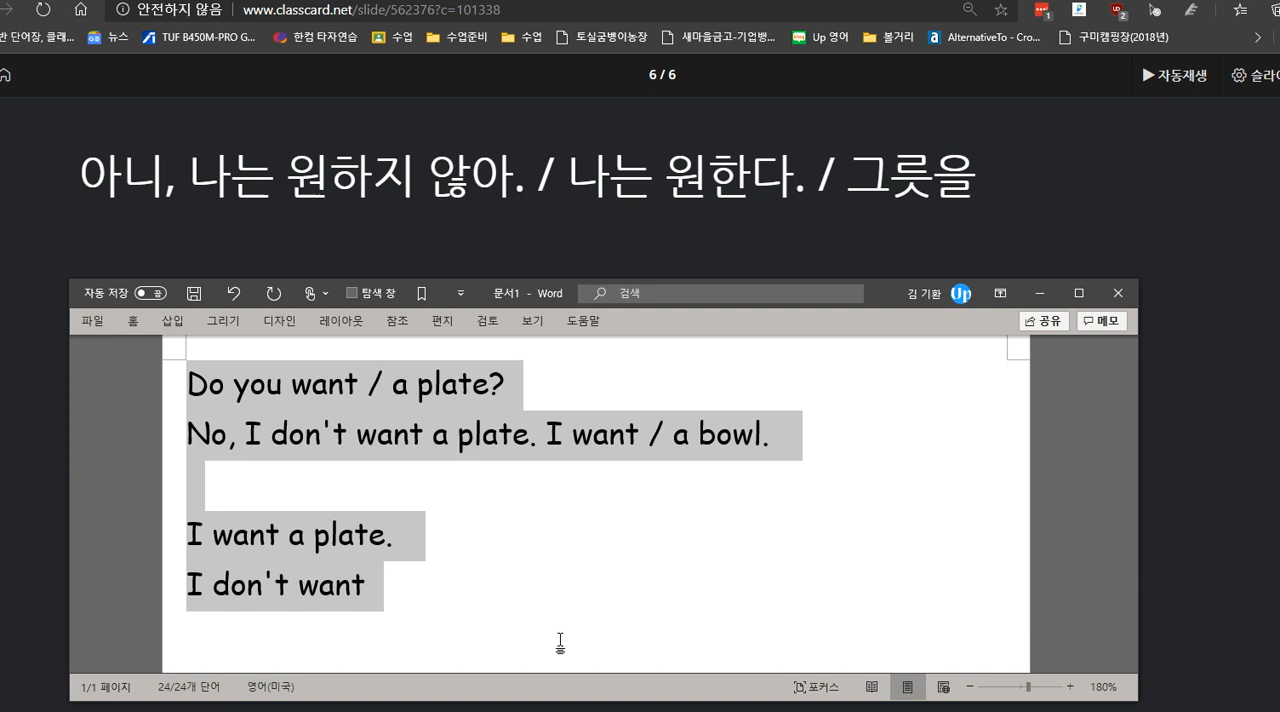 안전하지 않음 www.classcard.net/slide/562376?c=101338
1 2
반 단어장, 클래... 뉴스 TUF B450M-PRO G... 한컴 타자연습 수업 수업준비 수업 토실굼벵이농장 새마을금고-기업뱅... Up 영어 볼거리 AlternativeTo - Cro... 구미캠핑장(2018년)
6 / 6 자동재생 슬라이
아니, 나는 원하지 않아. / 나는 원한다. / 그릇을
자동 저장 끔 탐색 창 문서1 - Word 검색 김 기환 Up
파일 홈 삽입 그리기 디자인 레이아웃 참조 편지 검토 보기 도움말 공유 메모
Do you want / a plate?
No, I don't want a plate. I want / a bowl.
I want a plate.
I don't want
1/1 페이지 24/24개 단어 영어(미국) 포커스 180%